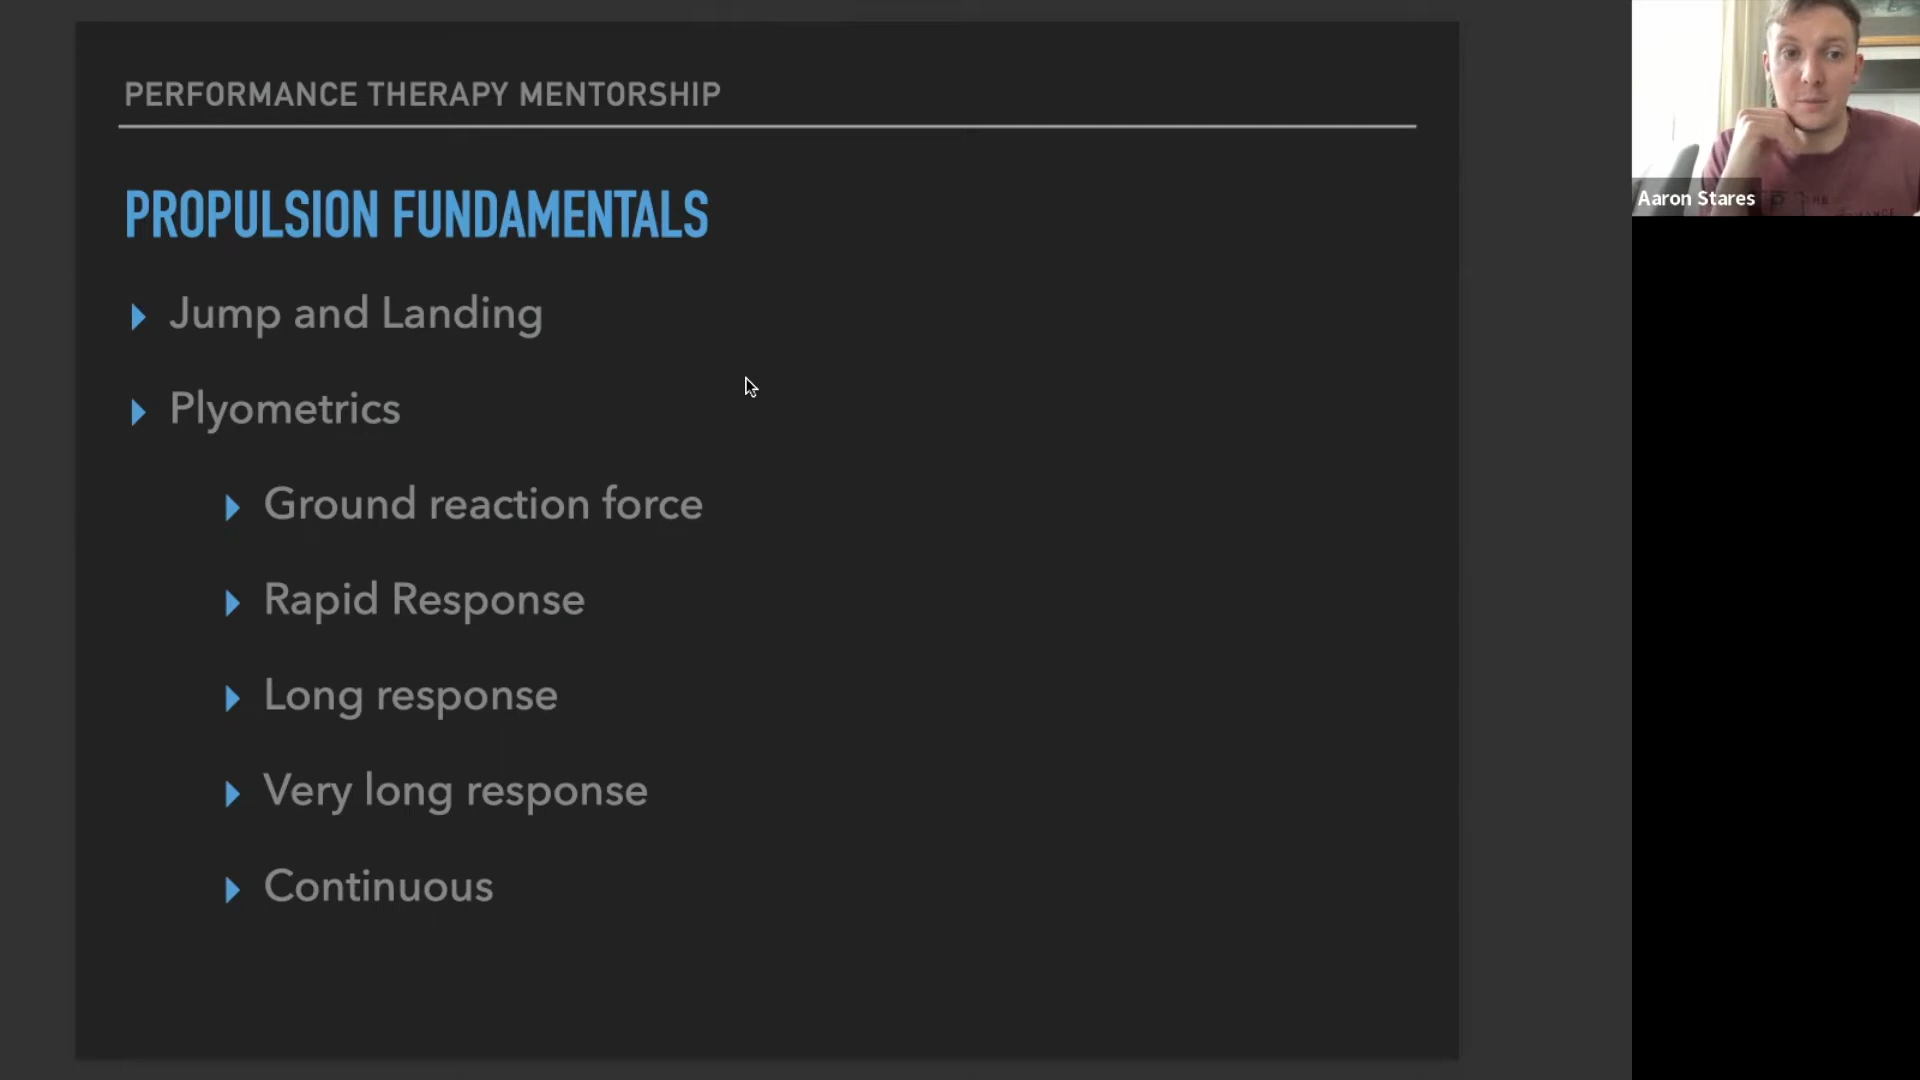 PERFORMANCE THERAPY MENTORSHIP
PROPULSION FUNDAMENTALS
Jump and Landing
Plyometrics
Ground reaction force
Rapid Response
Long response
Very long response
Continuous
Aaron Stares